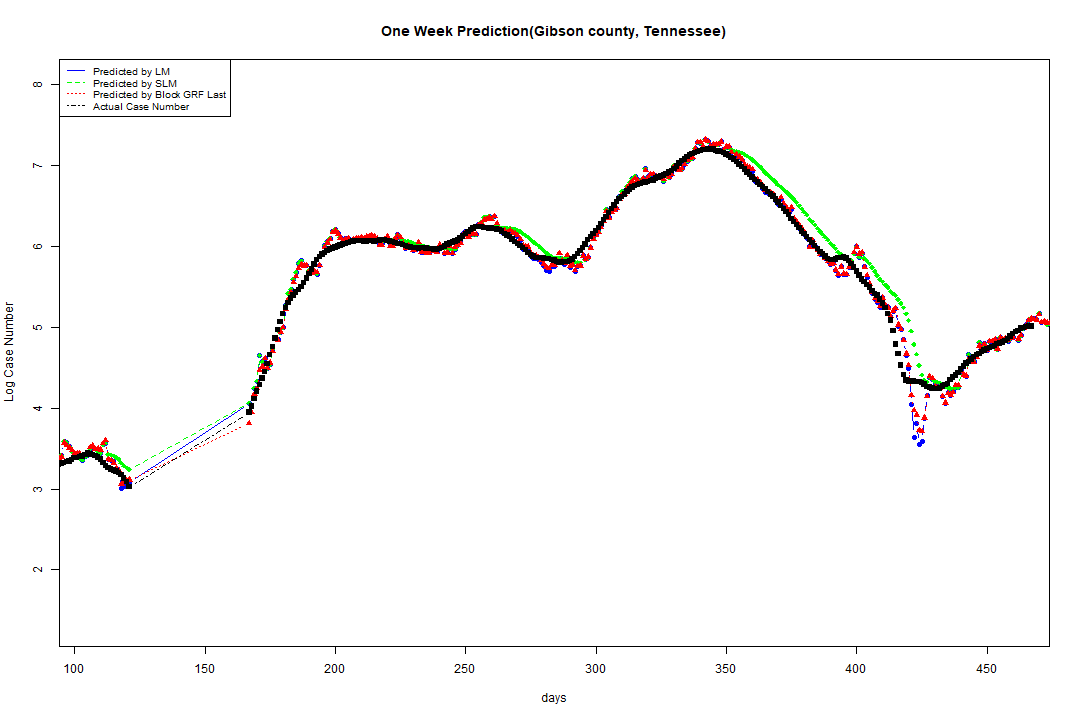 One Week Prediction(Gibson county, Tennessee)
Predicted by LM
Predicted by SLM
Predicted by Block GRF Last
Actual Case Number
8
7
6
5
4
3
2
Log Case Number
100 150 200 250 300 350 400 450
days